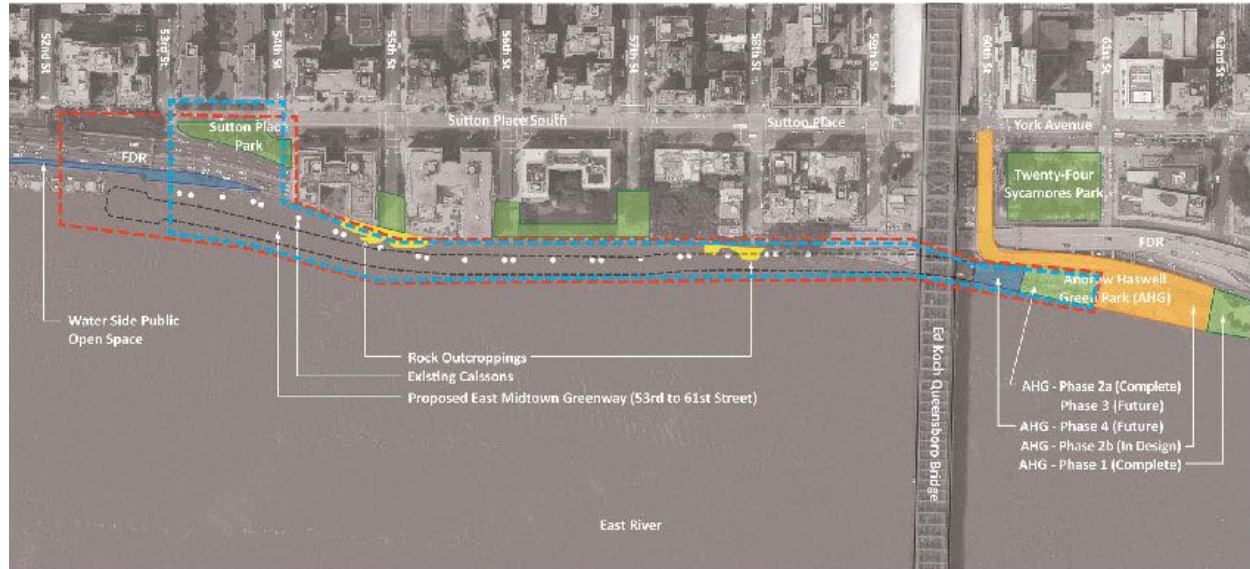 52nd St
53rd St.
54th St
55th St
56th St
57th St
58th St
59th St
60th St
61st St
62nd St
Sutton Place
Park
FDR
Sutton Place South
Sutton Place
York Avenue
Twenty-Four
Sycamores Park
FDR
Andrew Haswell
Green Park (AHG)
Water Side Public
Open Space
Rock Outcroppings
Existing Caissons
Proposed East Midtown Greenway (53rd to 61st Street)
Ed Koch Queensboro Bridge
AHG - Phase 2a (Complete)
Phase 3 (Future)
AHG - Phase 4 (Future)
AHG - Phase 2b (In Design)
AHG - Phase 1 (Complete)
East River